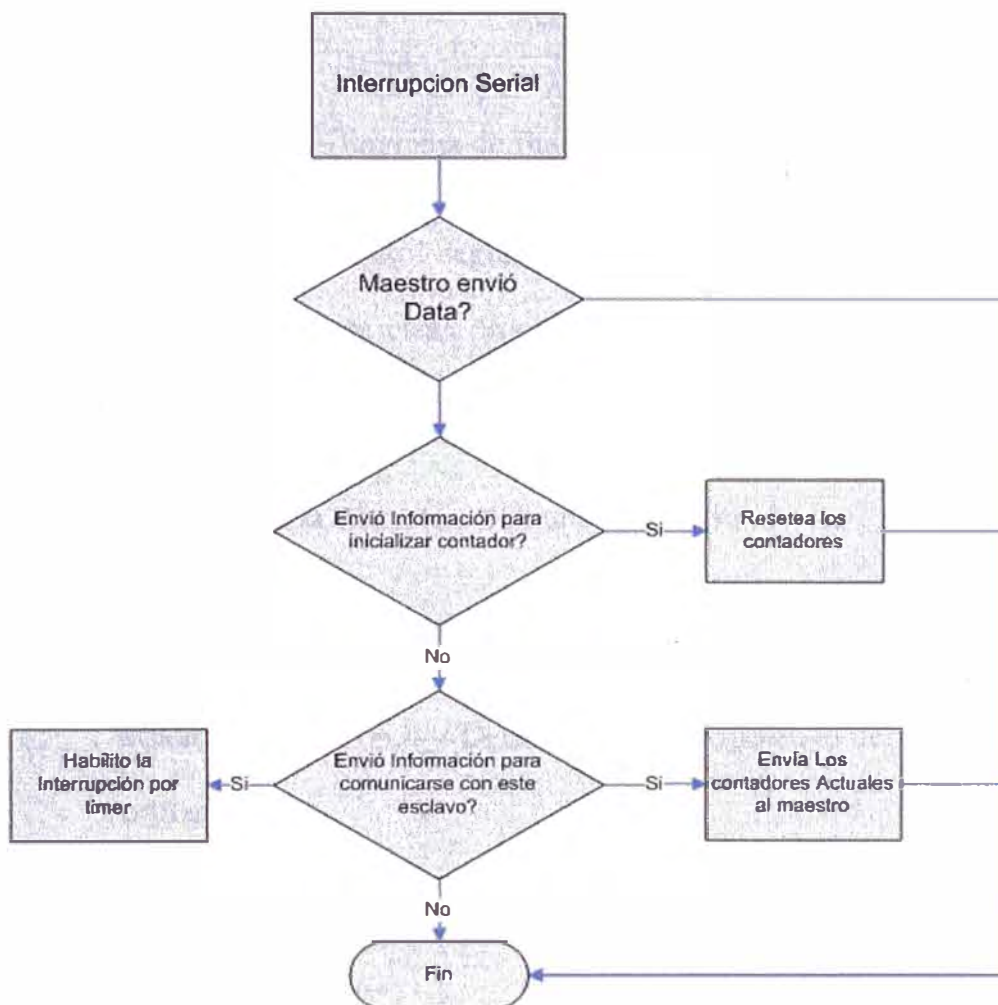 Interrupcion Serial
Maestro envió
Data?
Envió Información para
inicializar contador?
Si
Resetea los
contadores
No
Habilito la
Interrupción por
timer
Si
Envió Información para
comunicarse con este
esclavo?
Si
Envía Los
contadores Actuales
al maestro
No
Fin